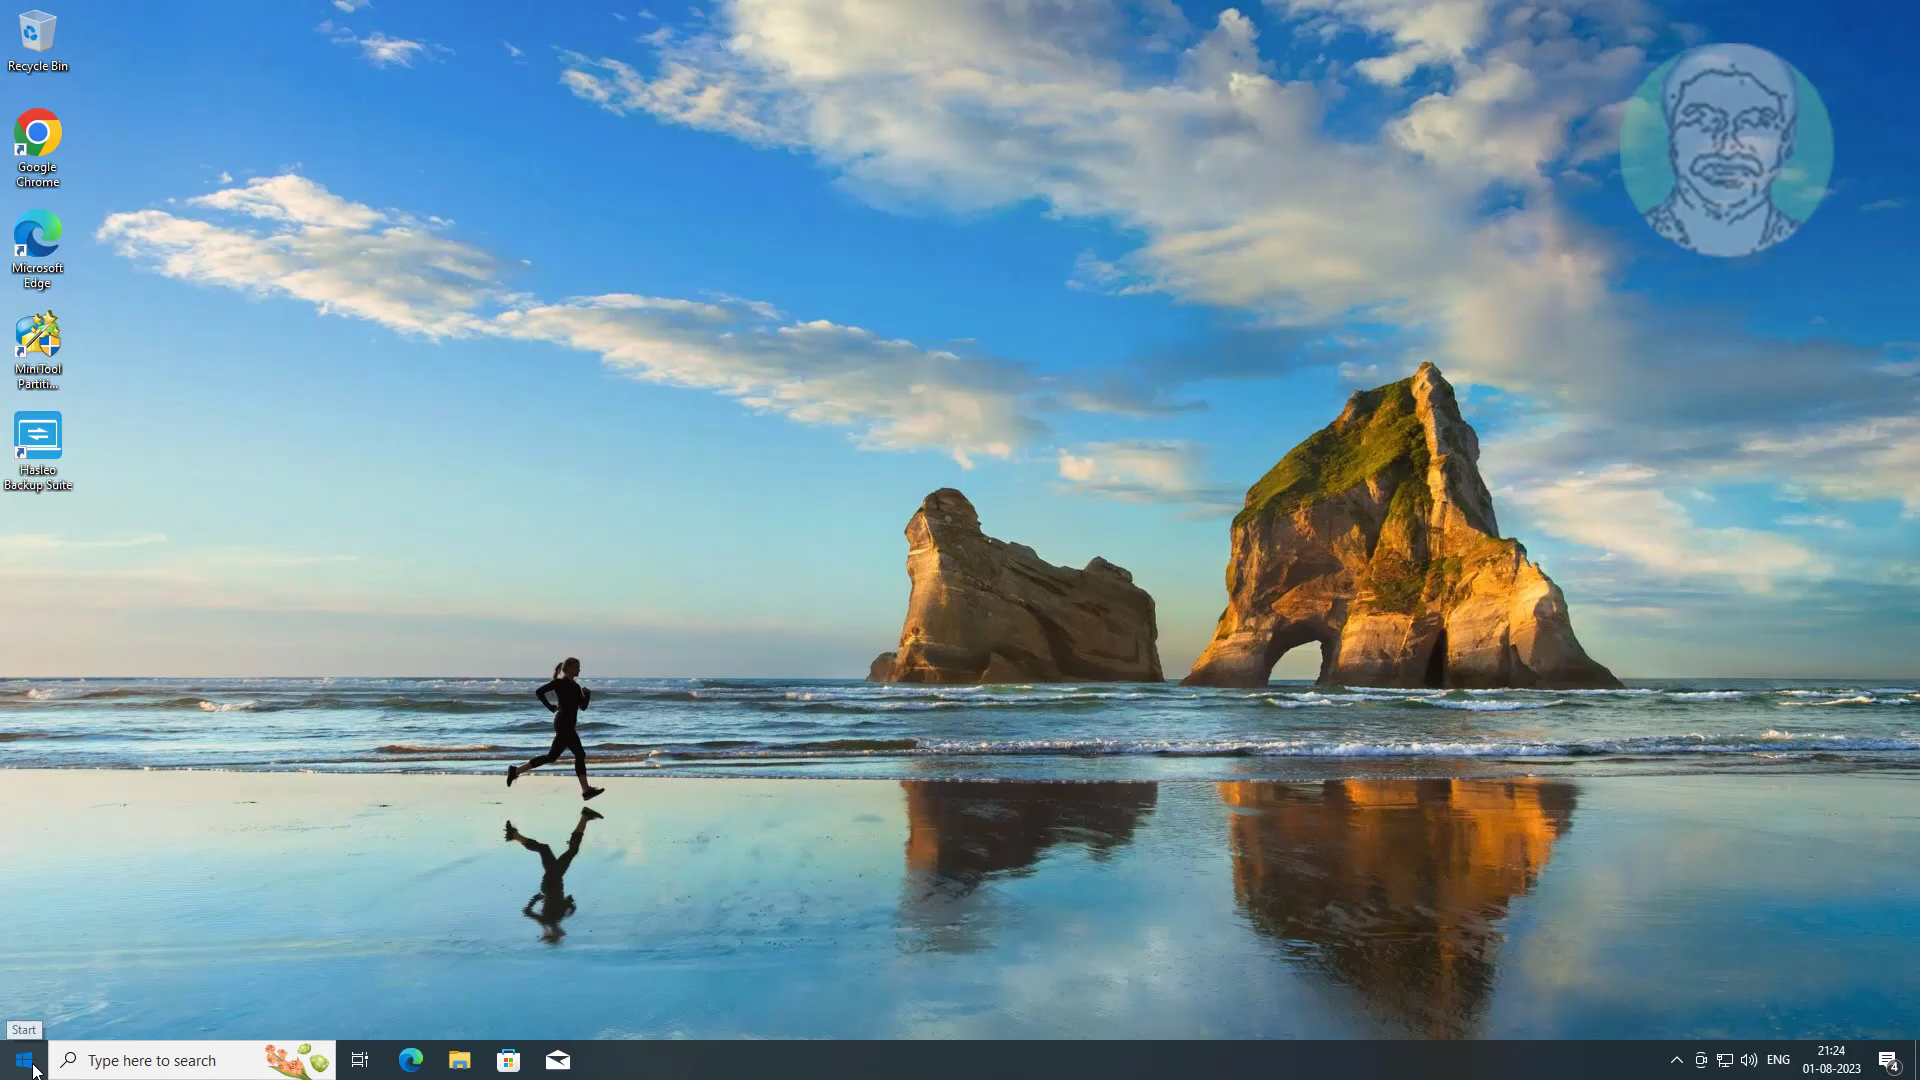 Recycle Bin
Google
Chrome
Microsoft
Edge
MiniTool
Partiti...
Hasleo
Backup Suite
Start
Type here to search
ENG
21:24
01-08-2023
4